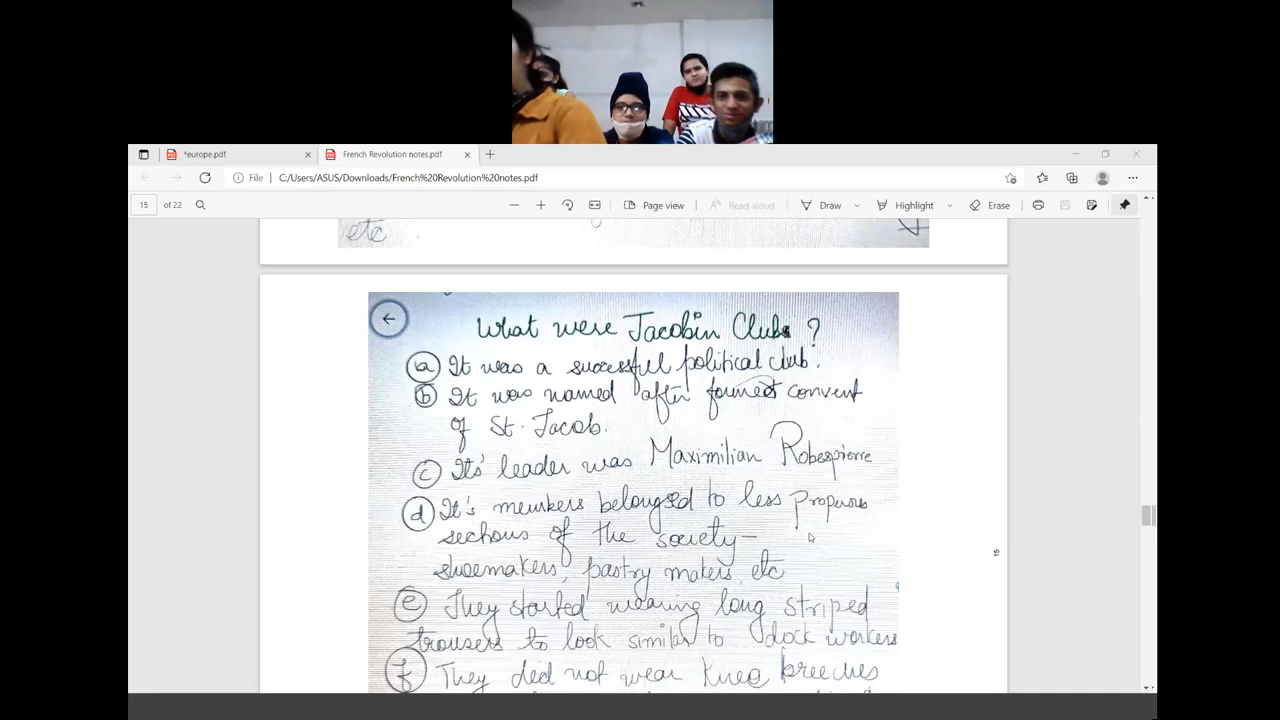 *europe.pdf
French Revolution notes.pdf
File C:/Users/ASUS/Downloads/French%20Revolution%20notes.pdf
15 of 22
Page view
Read aloud
Draw
Highlight
Erase
etc
What were Jacobin Clubs ?
(a) It was a successful political club
(b) It was named after former convent
of St. Jacob.
(c) Its leader was Maximilian Robespierre
(d) Its members belonged to less
sections of the society –
shoemakers, pastry makers etc
(e) They started wearing long striped
trousers to look similar to dock workers
(f) They did not wear knee breeches
15